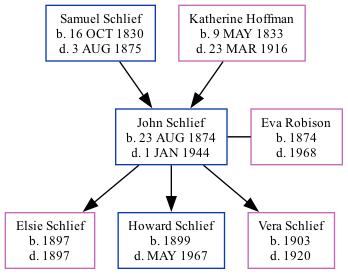 Samuel Schlief
b. 16 OCT 1830
d. 3 AUG 1875
Katherine Hoffman
b. 9 MAY 1833
d. 23 MAR 1916
John Schlief
b. 23 AUG 1874
d. 1 JAN 1944
Eva Robison
b. 1874
d. 1968
Elsie Schlief
b. 1897
d. 1897
Howard Schlief
b. 1899
d. MAY 1967
Vera Schlief
b. 1903
d. 1920